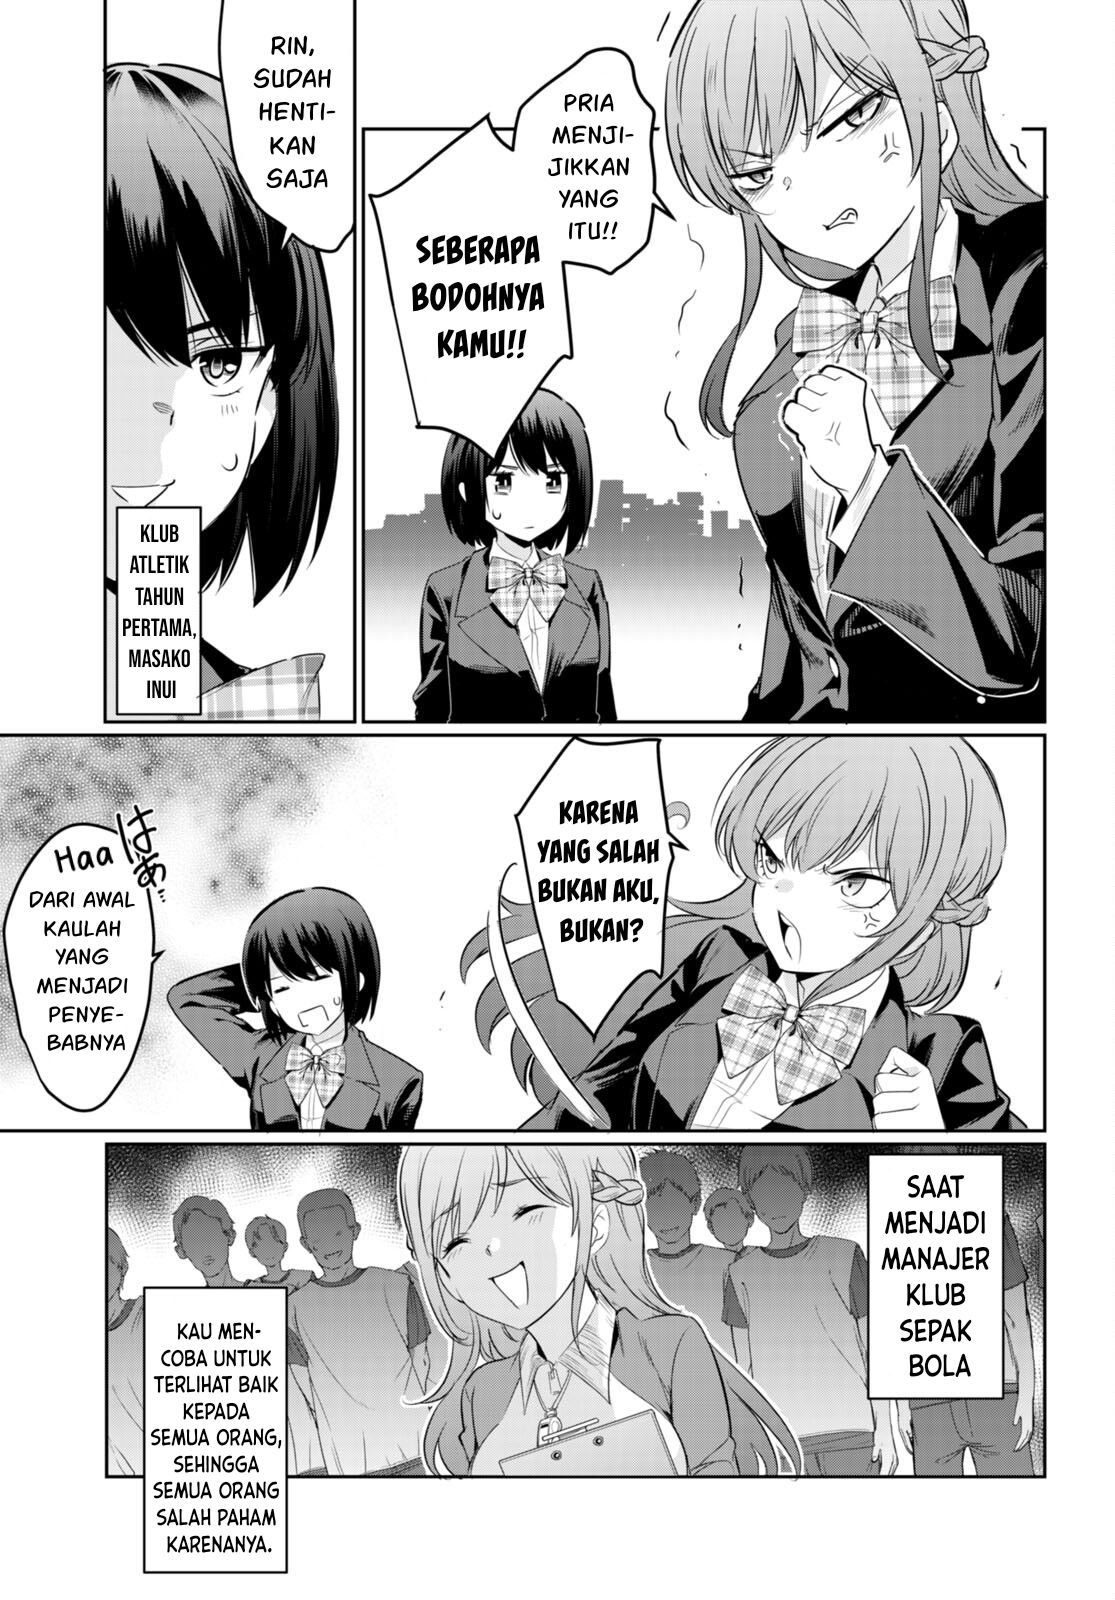 PRIA
MENJI-
JIKKAN
YANG
ITU!!
SEBERAPA
BODOHNYA
KAMU!!
RIN,
SUDAH
HENTI-
KAN
SAJA
KLUB
ATLETIK
TAHUN
PERTAMA,
MASAKO
INUI
KARENA
YANG SALAH
BUKAN AKU,
BUKAN?
はあ゛…
Haa
DARI AWAL
KAULAH
YANG
MENJADI
PENYE-
BABNYA
SAAT
MENJADI
MANAJER
KLUB
SEPAK
BOLA
KAU MEN-
COBA UNTUK
TERLIHAT BAIK
KEPADA
SEMUA ORANG,
SEHINGGA
SEMUA ORANG
SALAH PAHAM
KARENANYA.